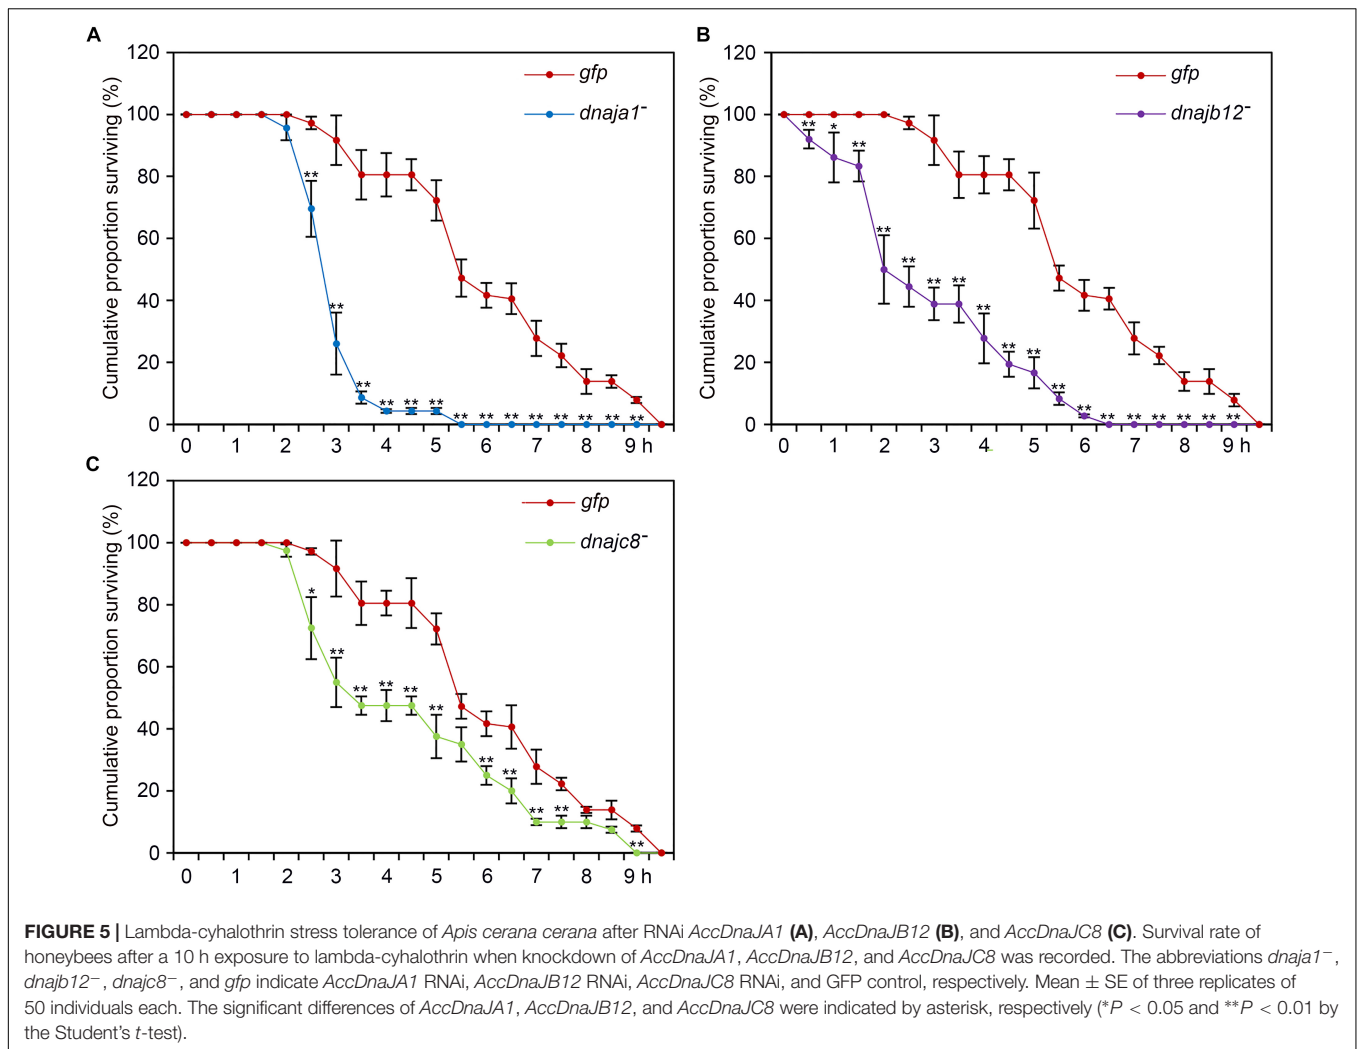 A
120
100
80
60
40
20
0
Cumulative proportion surviving (%)
gfp
dnaja1-
**
**
** ** ** ** ** ** ** ** ** ** ** **
0 1 2 3 4 5 6 7 8 9 h
B
120
100
80
60
40
20
0
Cumulative proportion surviving (%)
gfp
dnajb12-
** * **
**
** ** ** ** ** ** ** ** ** ** ** ** ** **
0 1 2 3 4 5 6 7 8 9 h
C
120
100
80
60
40
20
0
Cumulative proportion surviving (%)
gfp
dnajc8-
*
**
** ** ** ** ** ** ** ** **
0 1 2 3 4 5 6 7 8 9 h
FIGURE 5 | Lambda-cyhalothrin stress tolerance of Apis cerana cerana after RNAi AccDnaJA1 (A), AccDnaJB12 (B), and AccDnaJC8 (C). Survival rate of
honeybees after a 10 h exposure to lambda-cyhalothrin when knockdown of AccDnaJA1, AccDnaJB12, and AccDnaJC8 was recorded. The abbreviations dnaja1−,
dnajb12−, dnajc8−, and gfp indicate AccDnaJA1 RNAi, AccDnaJB12 RNAi, AccDnaJC8 RNAi, and GFP control, respectively. Mean ± SE of three replicates of
50 individuals each. The significant differences of AccDnaJA1, AccDnaJB12, and AccDnaJC8 were indicated by asterisk, respectively (*P < 0.05 and **P < 0.01 by
the Student's t-test).